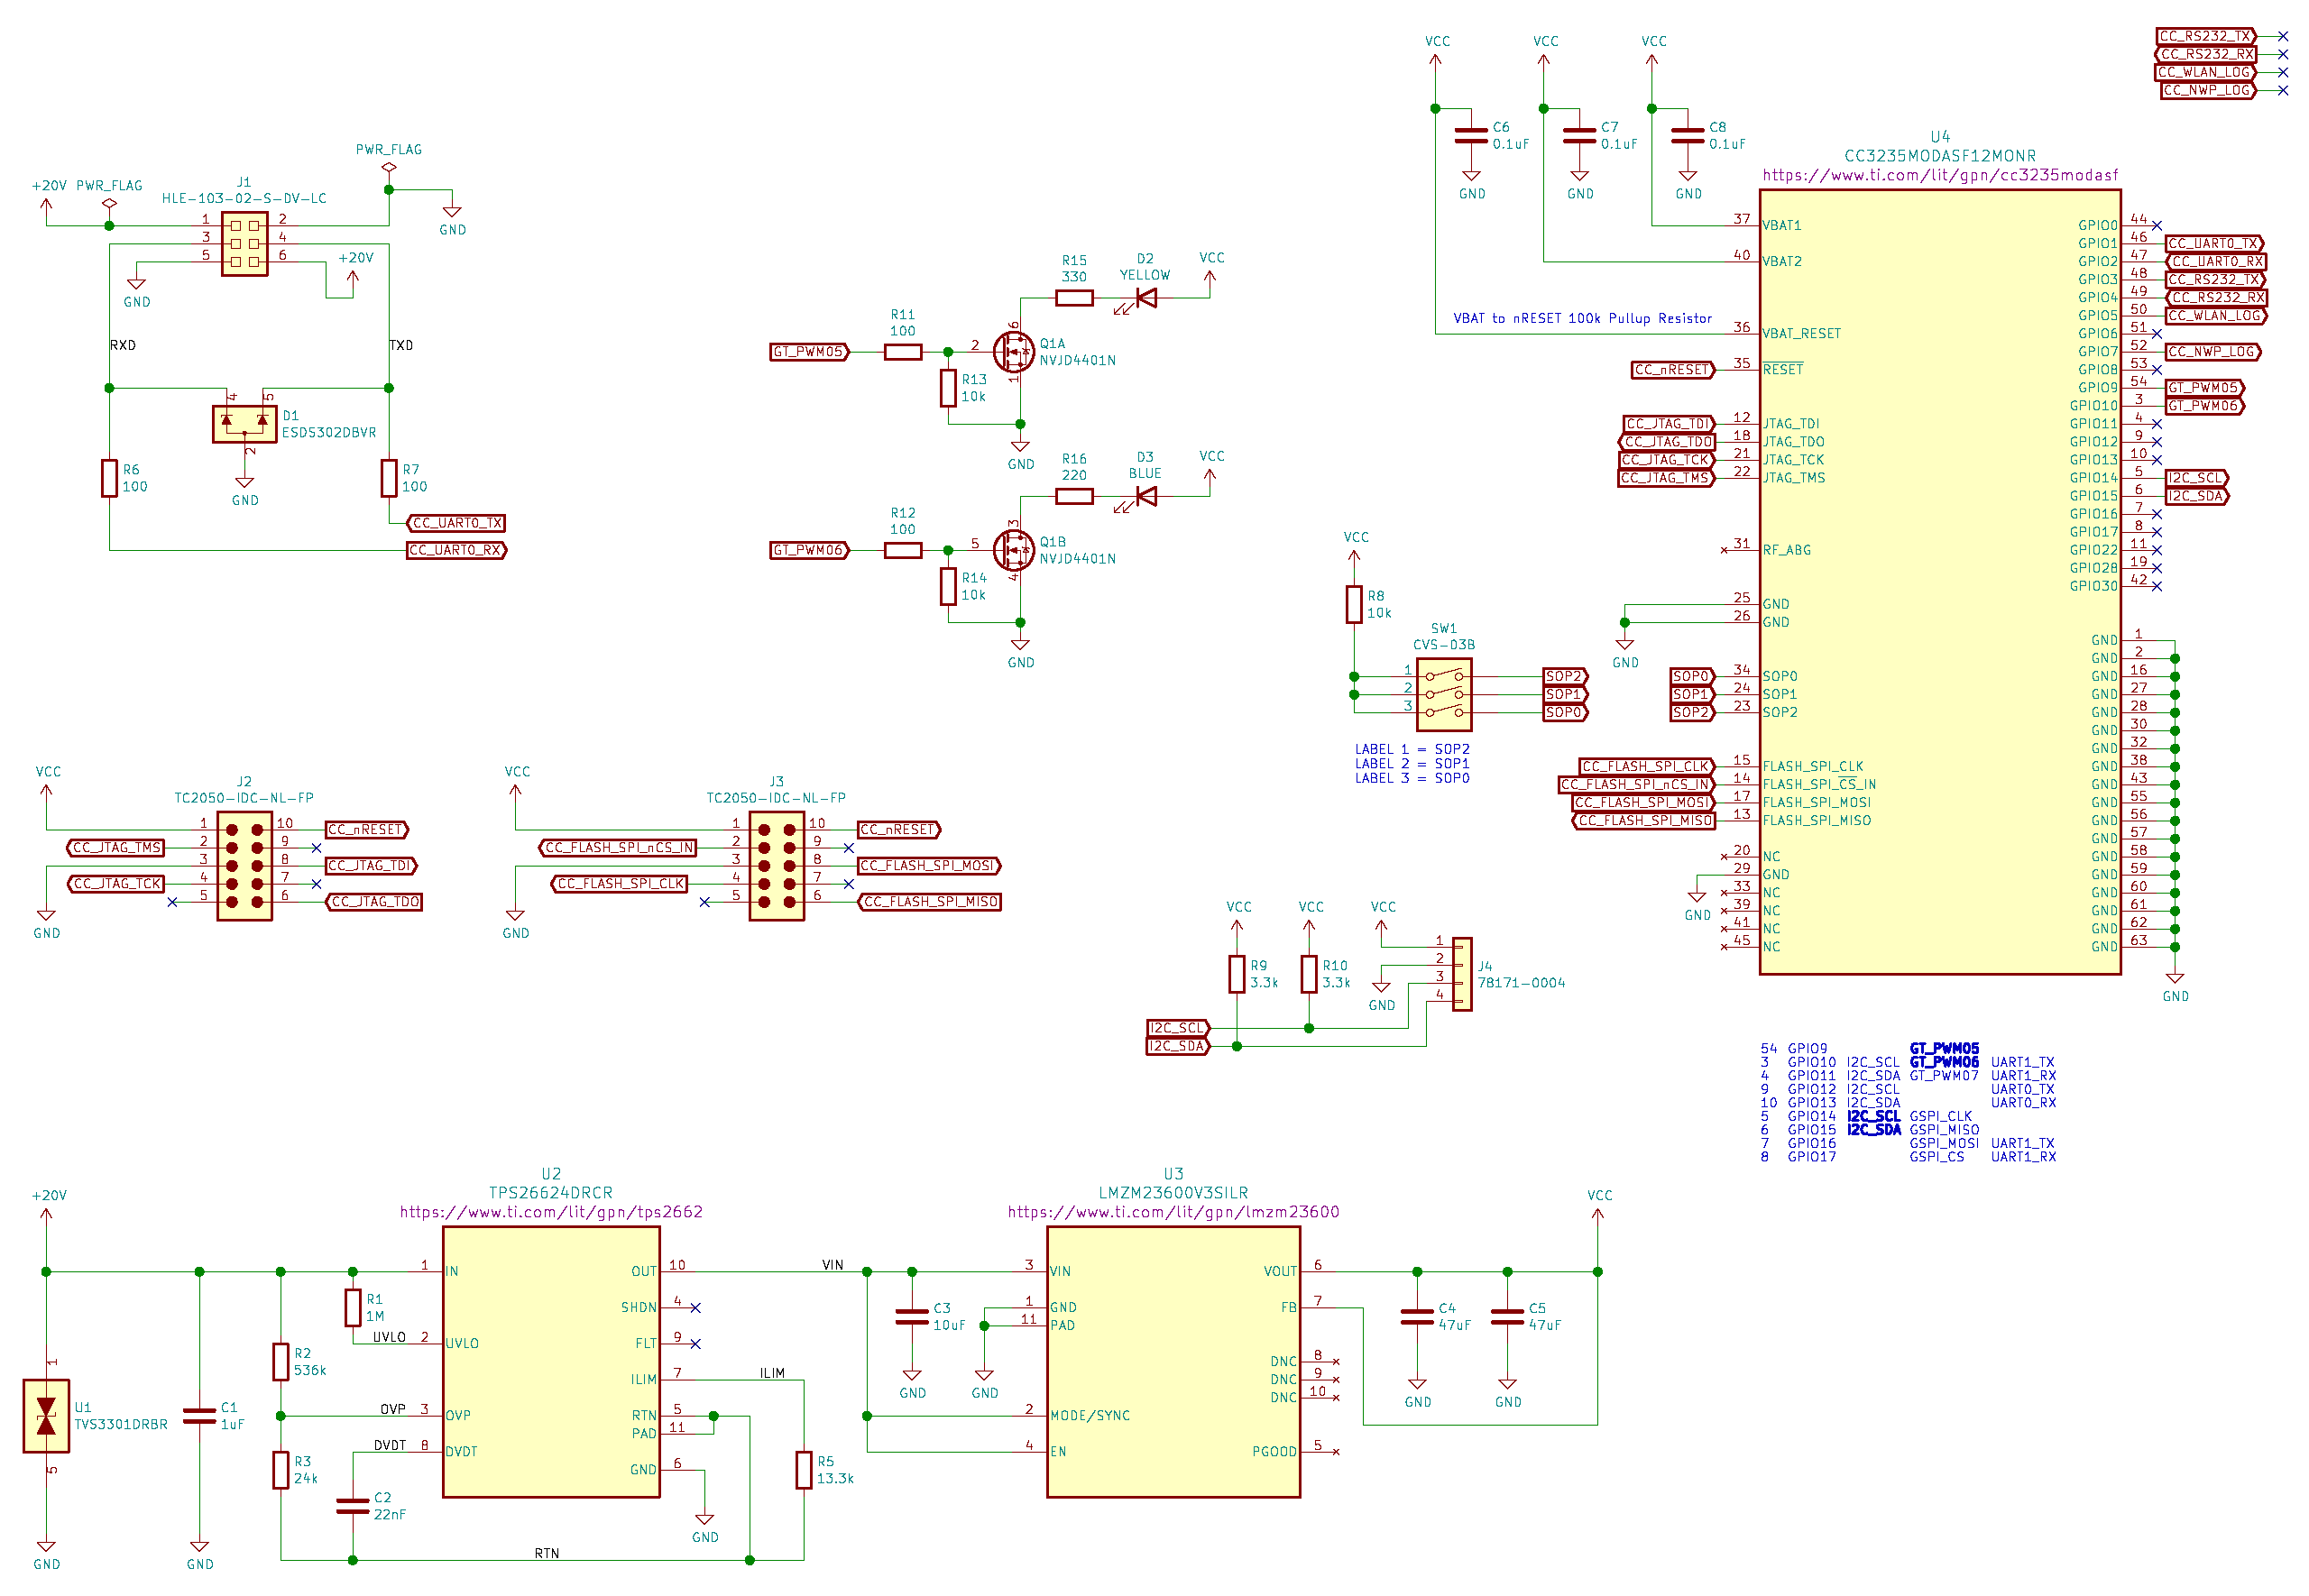 CC_RS232_TX
CC_RS232_RX
CC_WLAN_LOG
CC_NWP_LOG
+20V PWR_FLAG
PWR_FLAG
J1
HLE-103-02-S-DV-LC
1 2
3 4
5 6
GND
GND
+20V
RXD
TXD
4 5
D1
ESDS302DBVR
2
GND
R6
100
R7
100
CC_UART0_TX
CC_UART0_RX
R15
330
D2
YELLOW
VCC
R11
100
GT_PWM05
2
6
1
Q1A
NVJD4401N
R13
10k
GND
R16
220
D3
BLUE
VCC
R12
100
GT_PWM06
5
3
4
Q1B
NVJD4401N
R14
10k
GND
VCC
VCC
VCC
C6
0.1uF
C7
0.1uF
C8
0.1uF
GND
GND
GND
VBAT to nRESET 100k Pullup Resistor
U4
CC3235MODASF12MONR
https://www.ti.com/lit/gpn/cc3235modasf
37 VBAT1
40 VBAT2
36 VBAT_RESET
CC_nRESET 35 RESET
CC_JTAG_TDI 12 JTAG_TDI
CC_JTAG_TDO 18 JTAG_TDO
CC_JTAG_TCK 21 JTAG_TCK
CC_JTAG_TMS 22 JTAG_TMS
31 RF_ABG
25 GND
26 GND
GND
SOP0 34 SOP0
SOP1 24 SOP1
SOP2 23 SOP2
CC_FLASH_SPI_CLK 15 FLASH_SPI_CLK
CC_FLASH_SPI_nCS_IN 14 FLASH_SPI_CS_IN
CC_FLASH_SPI_MOSI 17 FLASH_SPI_MOSI
CC_FLASH_SPI_MISO 13 FLASH_SPI_MISO
20 NC
29 GND
33 NC
39 NC
41 NC
45 NC
GND
GPIO0 44
GPIO1 46 CC_UART0_TX
GPIO2 47 CC_UART0_RX
GPIO3 48 CC_RS232_TX
GPIO4 49 CC_RS232_RX
GPIO5 50 CC_WLAN_LOG
GPIO6 51
GPIO7 52 CC_NWP_LOG
GPIO8 53
GPIO9 54 GT_PWM05
GPIO10 3 GT_PWM06
GPIO11 4
GPIO12 9
GPIO13 10
GPIO14 5 I2C_SCL
GPIO15 6 I2C_SDA
GPIO16 7
GPIO17 8
GPIO22 11
GPIO28 19
GPIO30 42
GND 1
GND 2
GND 16
GND 27
GND 28
GND 30
GND 32
GND 38
GND 43
GND 55
GND 56
GND 57
GND 58
GND 59
GND 60
GND 61
GND 62
GND 63
GND
VCC
R8
10k
SW1
CVS-03B
1 SOP2
2 SOP1
3 SOP0
LABEL 1 = SOP2
LABEL 2 = SOP1
LABEL 3 = SOP0
VCC
J2
TC2050-IDC-NL-FP
1 10 CC_nRESET
CC_JTAG_TMS 2 9
3 8 CC_JTAG_TDI
CC_JTAG_TCK 4 7
5 6 CC_JTAG_TDO
GND
VCC
J3
TC2050-IDC-NL-FP
1 10 CC_nRESET
CC_FLASH_SPI_nCS_IN 2 9
3 8 CC_FLASH_SPI_MOSI
CC_FLASH_SPI_CLK 4 7
5 6 CC_FLASH_SPI_MISO
GND
VCC
VCC
VCC
R9
3.3k
R10
3.3k
GND
1
2
3
4
J4
78171-0004
I2C_SCL
I2C_SDA
54 GPIO9 GT_PWM05
3 GPIO10 I2C_SCL GT_PWM06 UART1_TX
4 GPIO11 I2C_SDA GT_PWM07 UART1_RX
9 GPIO12 I2C_SCL UART0_TX
10 GPIO13 I2C_SDA UART0_RX
5 GPIO14 I2C_SCL GSPI_CLK
6 GPIO15 I2C_SDA GSPI_MISO
7 GPIO16 GSPI_MOSI UART1_TX
8 GPIO17 GSPI_CS UART1_RX
+20V
1
U1
TVS3301DRBR
5
GND
C1
1uF
GND
R2
536k
R3
24k
R1
1M
UVLO
OVP
DVDT
C2
22nF
RTN
U2
TPS26624DRCR
https://www.ti.com/lit/gpn/tps2662
1 IN
2 UVLO
3 OVP
8 DVDT
OUT 10
SHDN 4
FLT 9
ILIM 7
RTN 5
PAD 11
GND 6
ILIM
GND
R5
13.3k
VIN
C3
10uF
GND
GND
U3
LMZM23600V3SILR
https://www.ti.com/lit/gpn/lmzm23600
3 VIN
1 GND
11 PAD
2 MODE/SYNC
4 EN
VOUT 6
FB 7
DNC 8
DNC 9
DNC 10
PGOOD 5
VCC
C4
47uF
C5
47uF
GND
GND